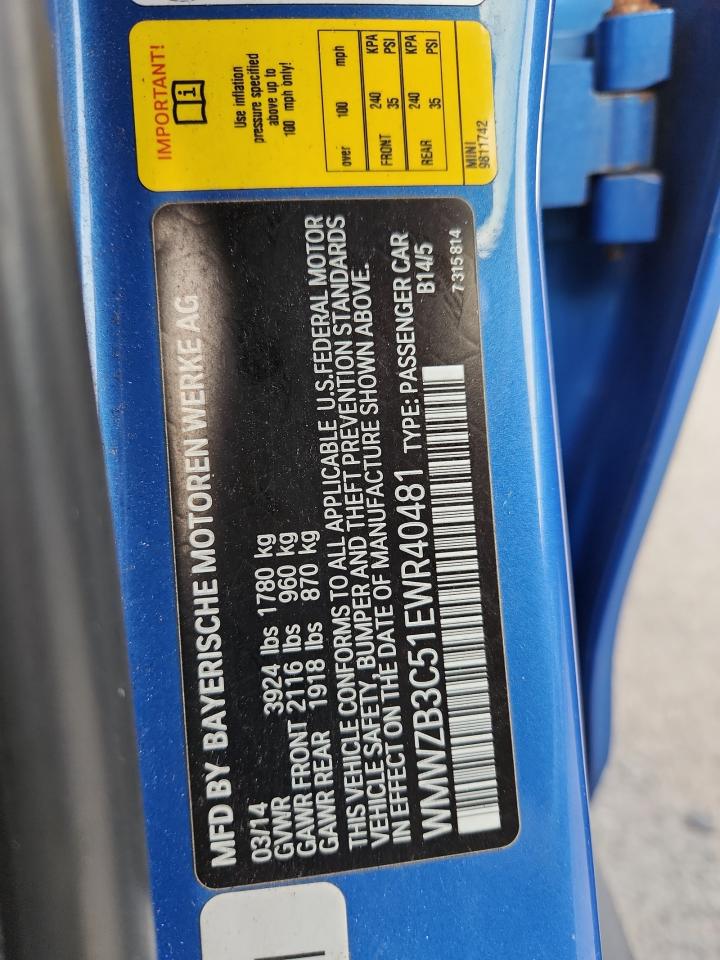 MFD BY BAYERISCHE MOTOREN WERKE AG
03/14
GVWR 3924 lbs 1780 kg
GAWR FRONT 2116 lbs 960 kg
GAWR REAR 1918 lbs 870 kg
THIS VEHICLE CONFORMS TO ALL APPLICABLE U.S.FEDERAL MOTOR
VEHICLE SAFETY, BUMPER AND THEFT PREVENTION STANDARDS
IN EFFECT ON THE DATE OF MANUFACTURE SHOWN ABOVE.
WMWZB3C51EWR40481 TYPE: PASSENGER CAR
B14/5
7 315 814
IMPORTANT!
i
Use inflation
pressure specified
above up to
100 mph only!
over 100 mph
FRONT 240 KPA
35 PSI
REAR 240 KPA
35 PSI
MINI
9811742